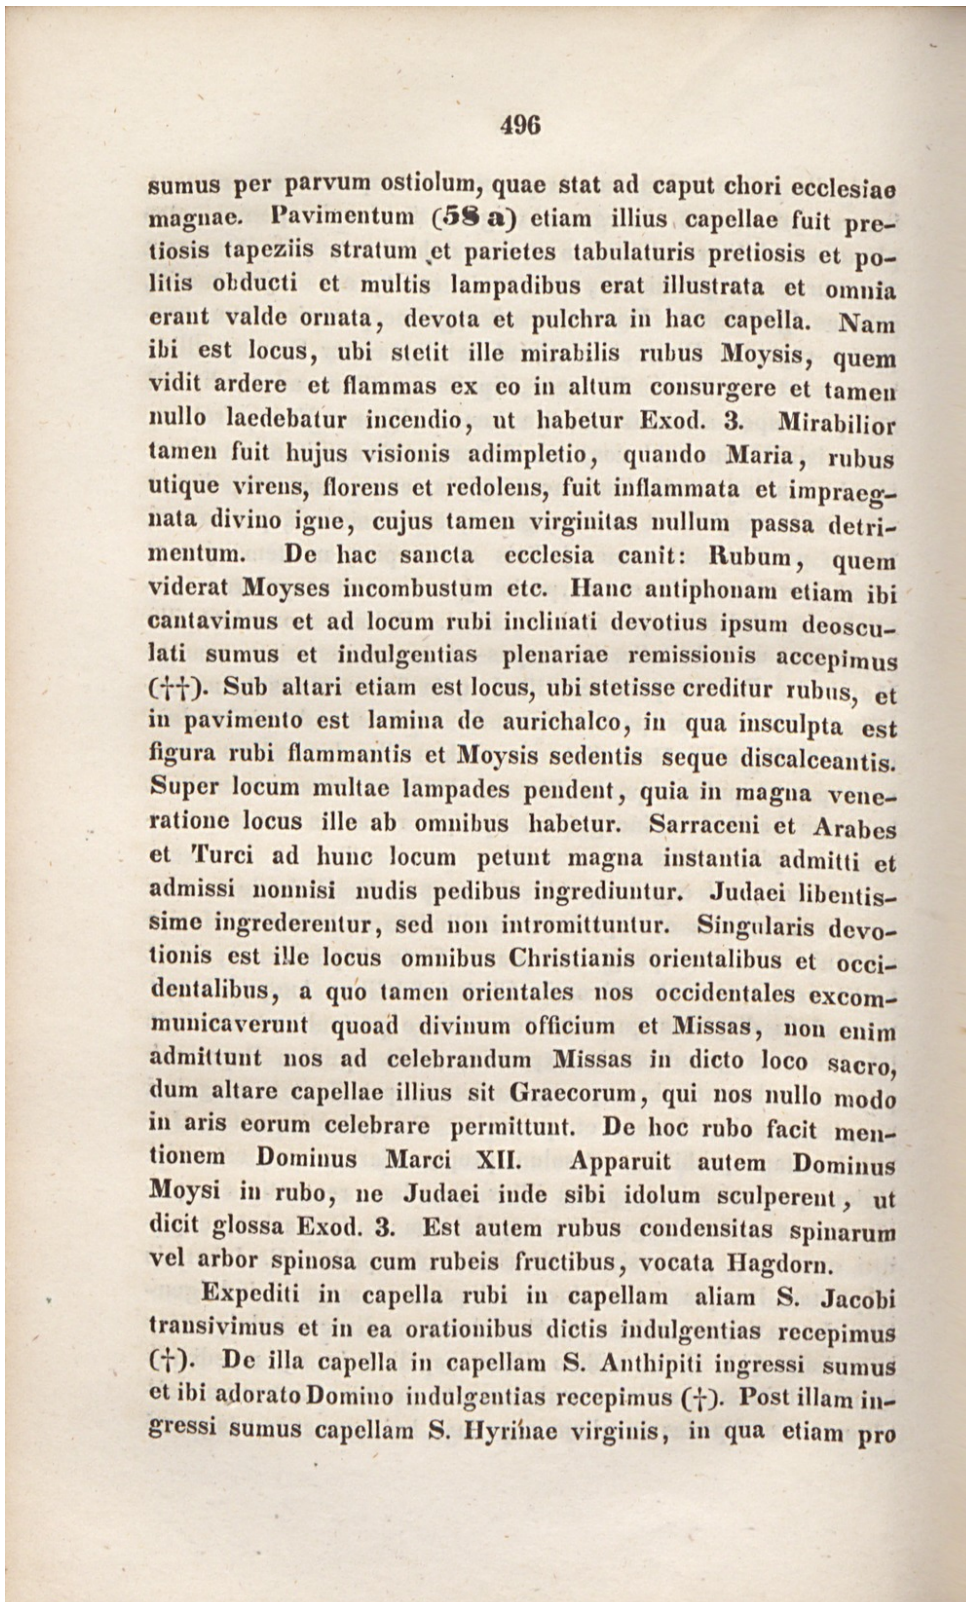 496
sumus per parvum ostiolum, quae stat ad caput chori ecclesiae
magnae. Pavimentum (58 a) etiam illius capellae fuit pre-
tiosis tapeziis stratum et parietes tabulaturis pretiosis et po-
litis obducti et multis lampadibus erat illustrata et omnia
erant valde ornata, devota et pulchra in hac capella. Nam
ibi est locus, ubi stetit ille mirabilis rubus Moysis, quem
vidit ardere et flammas ex eo in altum consurgere et tamen
nullo laedebatur incendio, ut habetur Exod. 3. Mirabilior
tamen fuit hujus visionis adimpletio, quando Maria, rubus
utique virens, florens et redolens, fuit inflammata et impraeg-
nata divino igne, cujus tamen virginitas nullum passa detri-
mentum. De hac sancta ecclesia canit: Rubum, quem
viderat Moyses incombustum etc. Hanc antiphonam etiam ibi
cantavimus et ad locum rubi inclinati devotius ipsum deoscu-
lati sumus et indulgentias plenariae remissionis accepimus
(††). Sub altari etiam est locus, ubi stetisse creditur rubus, et
in pavimento est lamina de aurichalco, in qua insculpta est
figura rubi flammantis et Moysis sedentis seque discalceantis.
Super locum multae lampades pendent, quia in magna vene-
ratione locus ille ab omnibus habetur. Sarraceni et Arabes
et Turci ad hunc locum petunt magna instantia admitti et
admissi nonnisi nudis pedibus ingrediuntur. Judaei libentis-
sime ingrederentur, sed non intromittuntur. Singularis devo-
tionis est ille locus omnibus Christianis orientalibus et occi-
dentalibus, a quo tamen orientales nos occidentales excom-
municaverunt quoad divinum officium et Missas, non enim
admittunt nos ad celebrandum Missas in dicto loco sacro,
dum altare capellae illius sit Graecorum, qui nos nullo modo
in aris eorum celebrare permittunt. De hoc rubo facit men-
tionem Dominus Marci XII. Apparuit autem Dominus
Moysi in rubo, ne Judaei inde sibi idolum sculperent, ut
dicit glossa Exod. 3. Est autem rubus condensitas spinarum
vel arbor spinosa cum rubeis fructibus, vocata Hagdorn.
Expediti in capella rubi in capellam aliam S. Jacobi
transivimus et in ea orationibus dictis indulgentias recepimus
(†). De illa capella in capellam S. Anthipiti ingressi sumus
et ibi adorato Domino indulgentias recepimus (†). Post illam in-
gressi sumus capellam S. Hyrinae virginis, in qua etiam pro